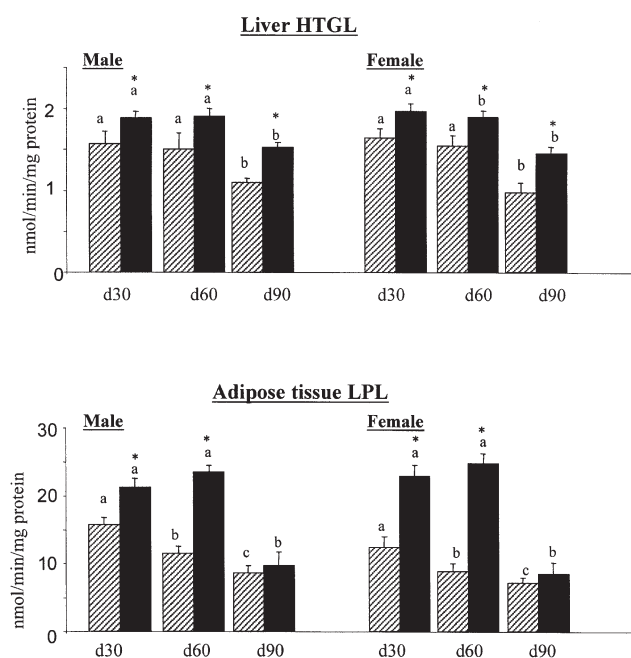 Liver HTGL
Male
Female
nmol/min/mg protein
2
1
0
a
*
a
a
*
a
b
*
b
a
*
a
a
*
b
b
*
b
d30
d60
d90
d30
d60
d90
Adipose tissue LPL
Male
Female
nmol/min/mg protein
30
20
10
0
a
*
a
b
*
a
c
b
a
*
a
b
*
a
c
b
d30
d60
d90
d30
d60
d90